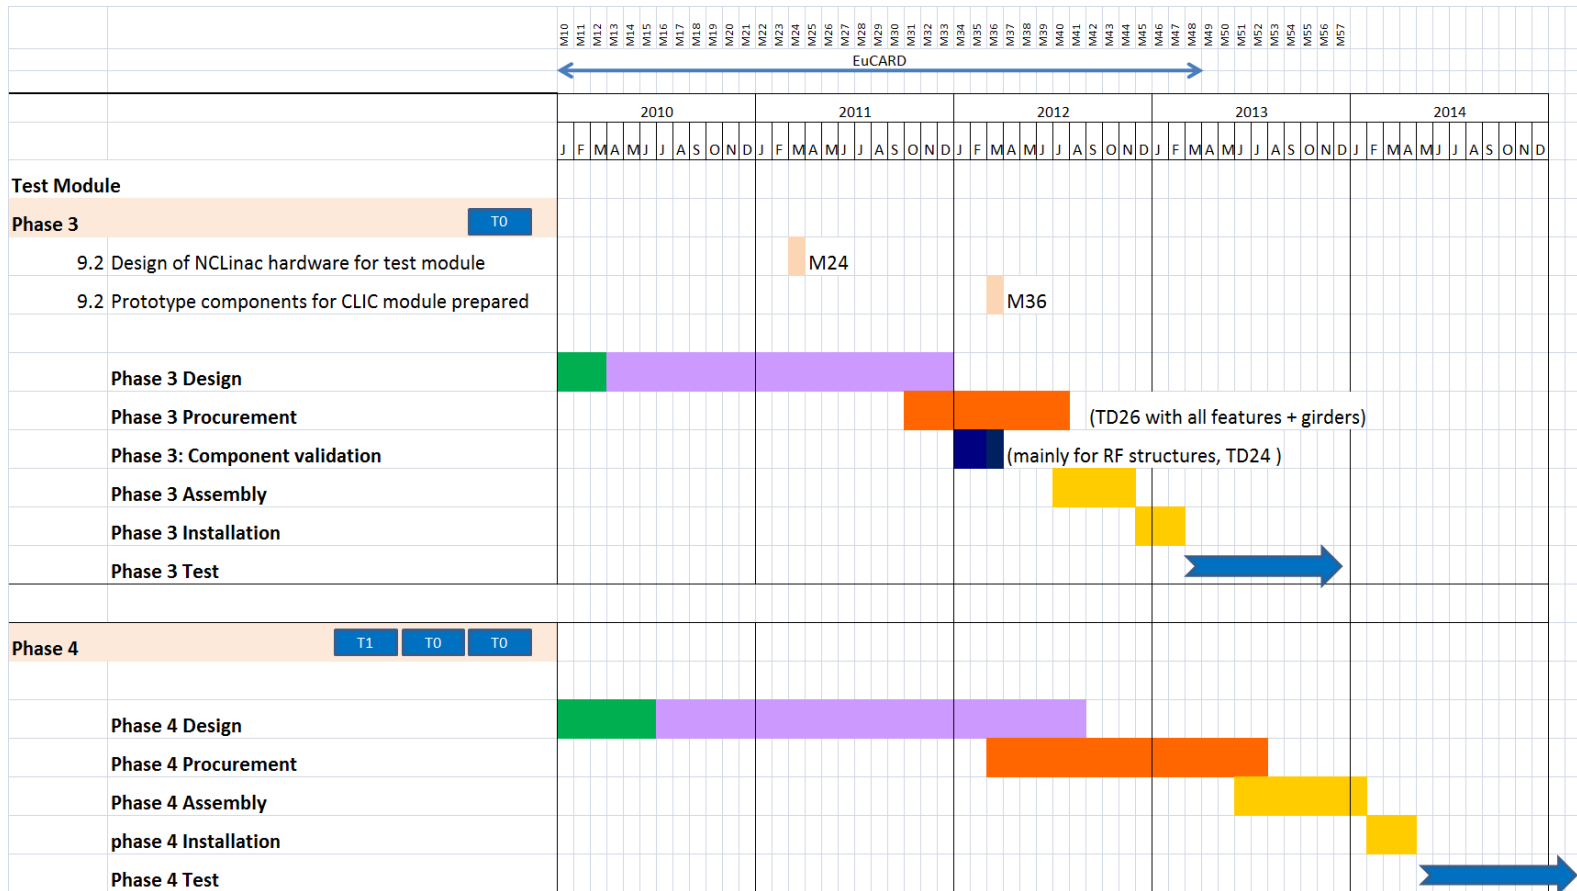 M10 M11 M12 M13 M14 M15 M16 M17 M18 M19 M20 M21 M22 M23 M24 M25 M26 M27 M28 M29 M30 M31 M32 M33 M34 M35 M36 M37 M38 M39 M40 M41 M42 M43 M44 M45 M46 M47 M48 M49 M50 M51 M52 M53 M54 M55 M56 M57
EuCARD
2010 2011 2012 2013 2014
J F M A M J J A S O N D J F M A M J J A S O N D J F M A M J J A S O N D J F M A M J J A S O N D J F M A M J J A S O N D
Test Module
Phase 3 T0
9.2 Design of NCLinac hardware for test module M24
9.2 Prototype components for CLIC module prepared M36
Phase 3 Design
Phase 3 Procurement (TD26 with all features + girders)
Phase 3: Component validation (mainly for RF structures, TD24 )
Phase 3 Assembly
Phase 3 Installation
Phase 3 Test
Phase 4 T1 T0 T0
Phase 4 Design
Phase 4 Procurement
Phase 4 Assembly
phase 4 Installation
Phase 4 Test